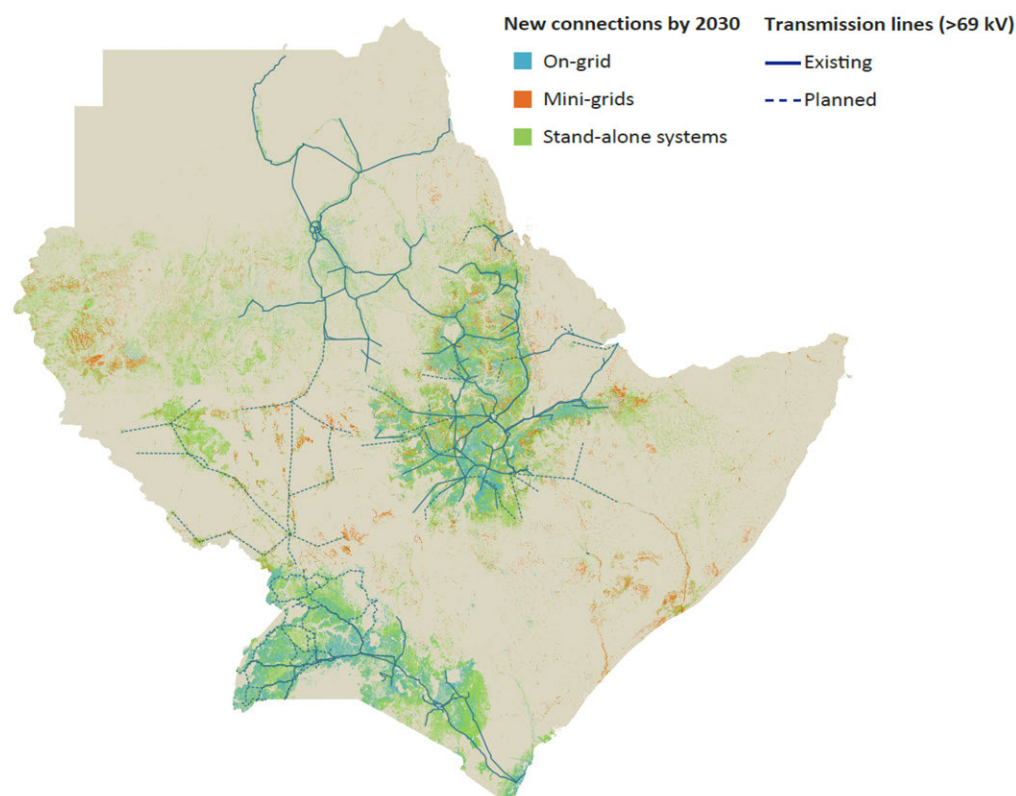 New connections by 2030
On-grid
Mini-grids
Stand-alone systems
Transmission lines (>69 kV)
Existing
Planned